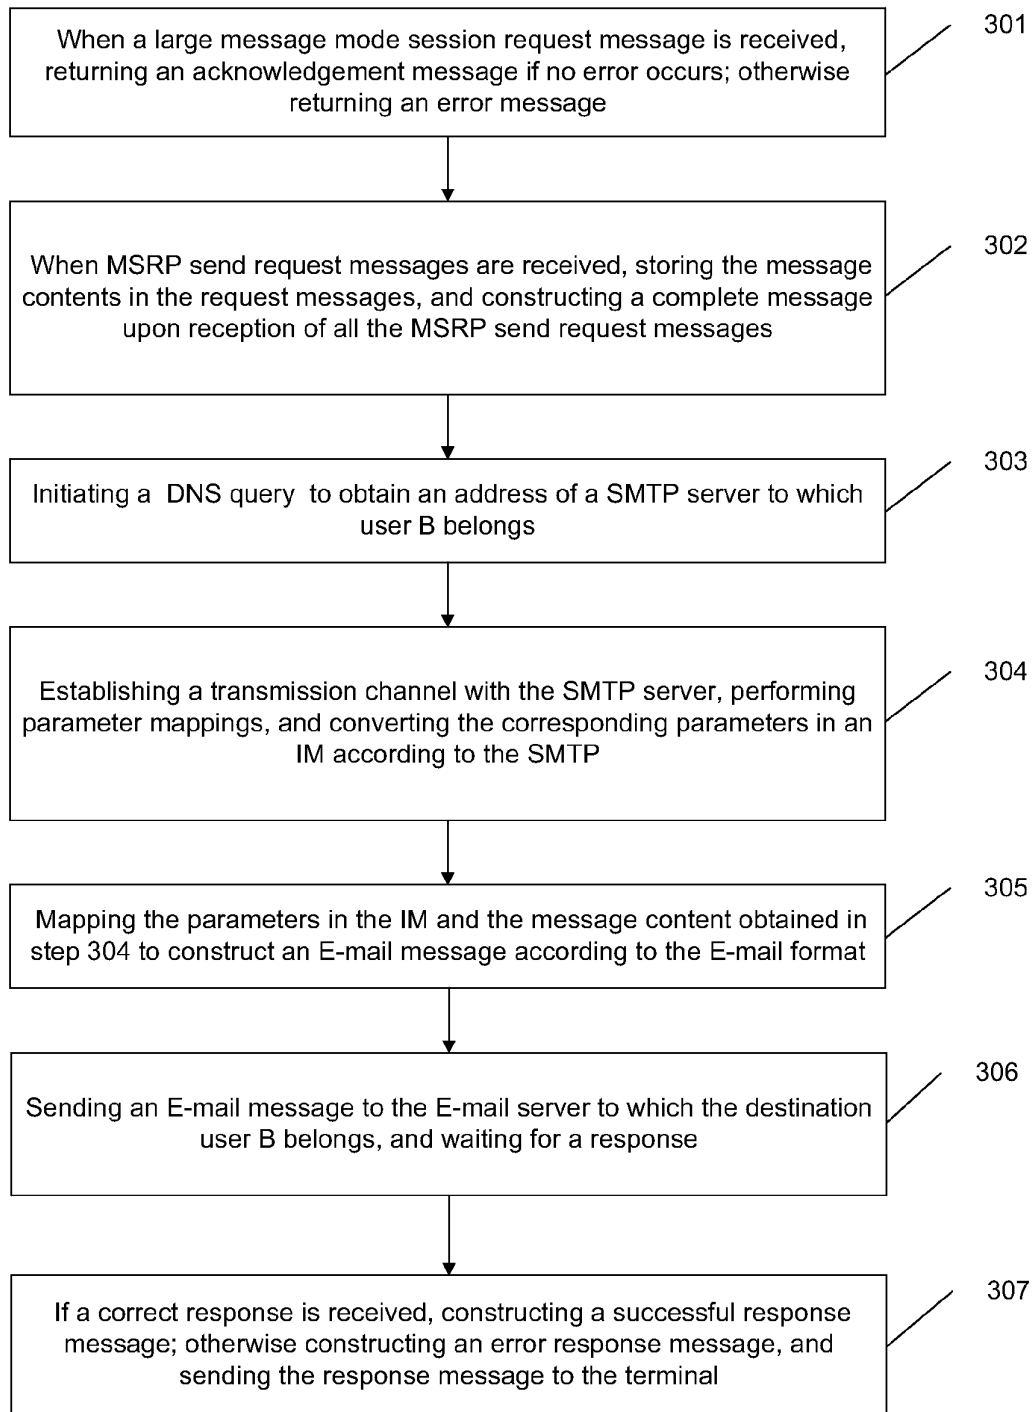 When a large message mode session request message is received,
returning an acknowledgement message if no error occurs; otherwise
returning an error message
301
When MSRP send request messages are received, storing the message
contents in the request messages, and constructing a complete message
upon reception of all the MSRP send request messages
302
Initiating a DNS query to obtain an address of a SMTP server to which
user B belongs
303
Establishing a transmission channel with the SMTP server, performing
parameter mappings, and converting the corresponding parameters in an
IM according to the SMTP
304
Mapping the parameters in the IM and the message content obtained in
step 304 to construct an E-mail message according to the E-mail format
305
Sending an E-mail message to the E-mail server to which the destination
user B belongs, and waiting for a response
306
If a correct response is received, constructing a successful response
message; otherwise constructing an error response message, and
sending the response message to the terminal
307